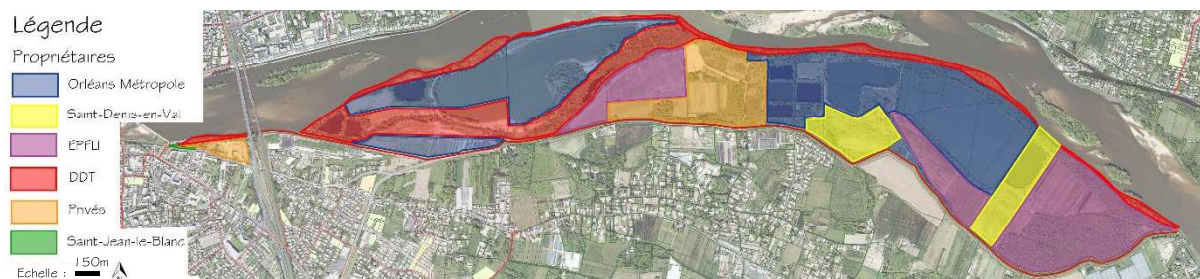 Légende
Propriétaires
Orléans Métropole
Saint-Denis-en-Val
EPFLI
DDT
Privés
Saint-Jean-le-Blanc
150m
Echelle :